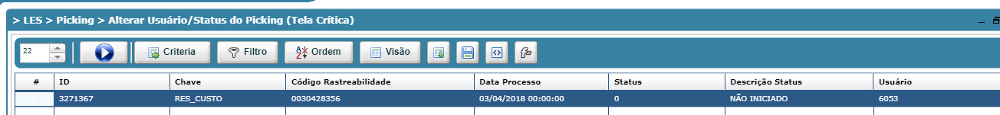 > LES > Picking > Alterar Usuário/Status do Picking (Tela Crítica)
22 Criteria Filtro Ordem Visão
# ID Chave Código Rastreabilidade Data Processo Status Descrição Status Usuário
1 3271367 RES_CUSTO 0030428356 03/04/2018 00:00:00 0 NÃO INICIADO 6053